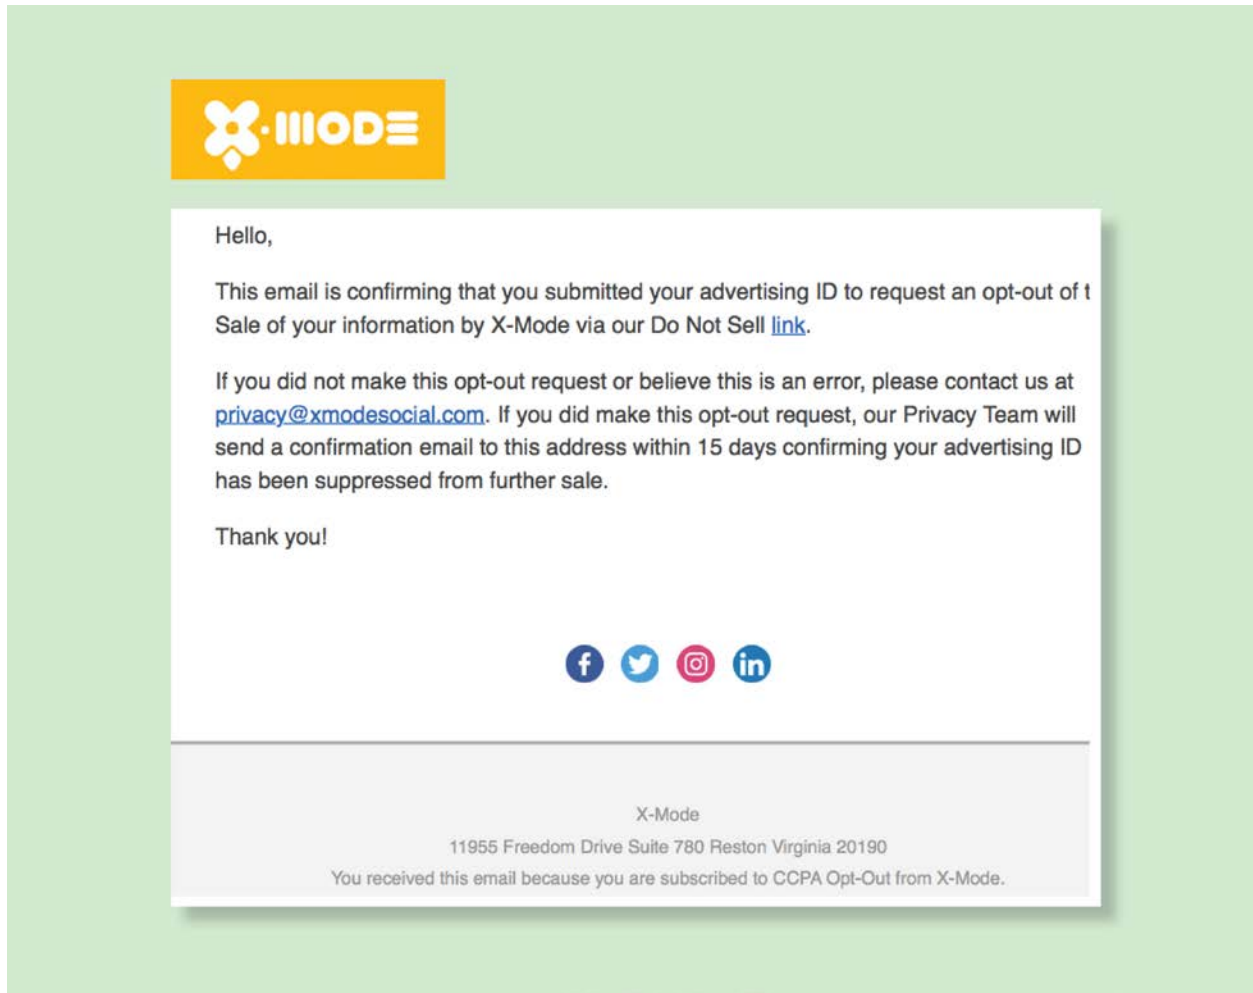 X·MODE
Hello,
This email is confirming that you submitted your advertising ID to request an opt-out of t
Sale of your information by X-Mode via our Do Not Sell link.
If you did not make this opt-out request or believe this is an error, please contact us at
privacy@xmodesocial.com. If you did make this opt-out request, our Privacy Team will
send a confirmation email to this address within 15 days confirming your advertising ID
has been suppressed from further sale.
Thank you!
f in
X-Mode
11955 Freedom Drive Suite 780 Reston Virginia 20190
You received this email because you are subscribed to CCPA Opt-Out from X-Mode.